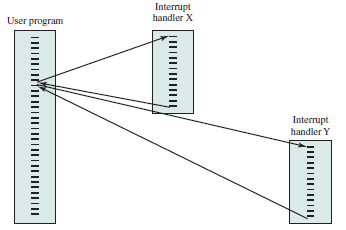 Interrupt
handler X
User program
Interrupt
handler Y